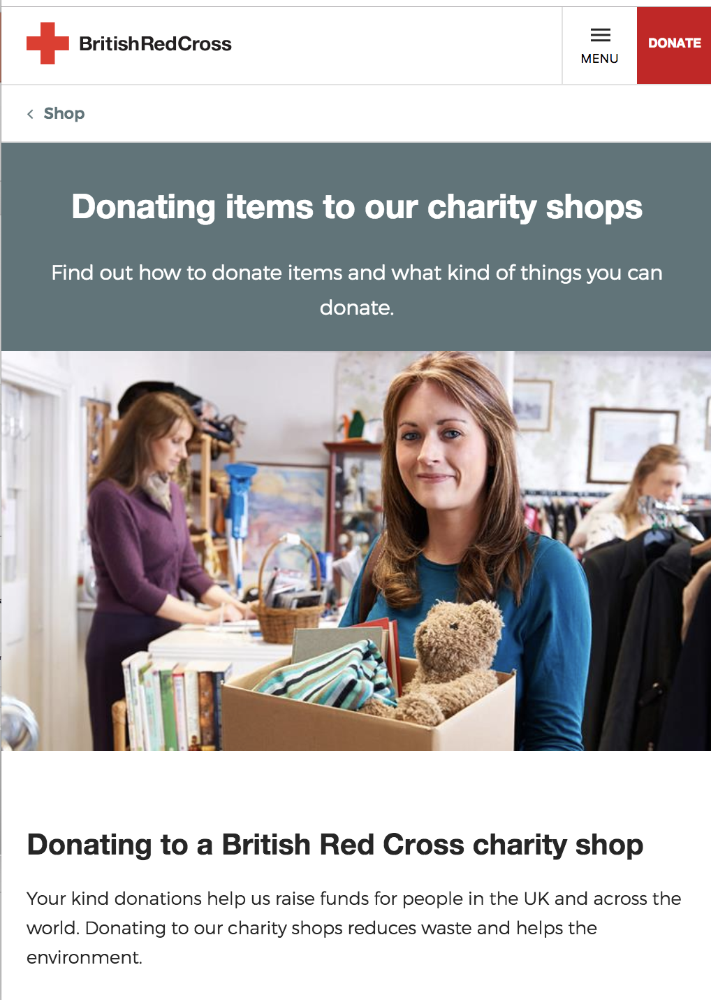 BritishRedCross
MENU
DONATE
Shop
Donating items to our charity shops
Find out how to donate items and what kind of things you can
donate.
Donating to a British Red Cross charity shop
Your kind donations help us raise funds for people in the UK and across the
world. Donating to our charity shops reduces waste and helps the
environment.